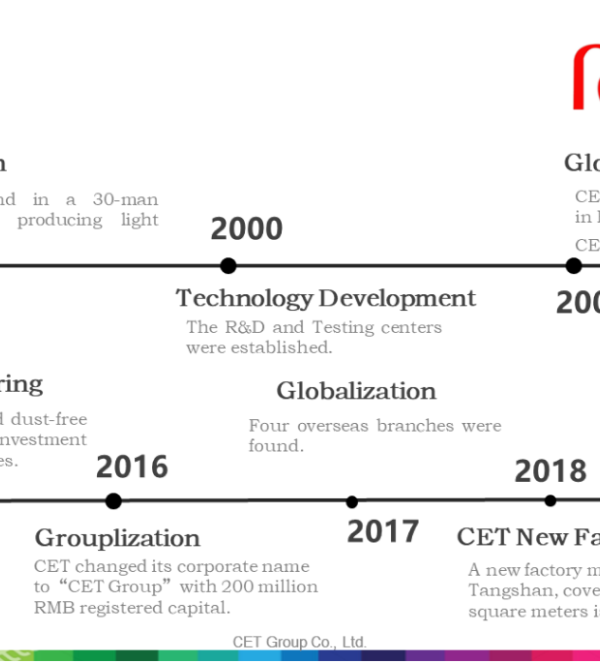 Glo
nd in a 30-man
producing light
CE
in
CE
2000
200
Technology Development
The R&D and Testing centers
were established.
ring
d dust-free
nvestment
es.
Globalization
Four overseas branches were
found.
2016
2018
2017
Grouplization
CET changed its corporate name
to “CET Group” with 200 million
RMB registered capital.
CET New Fa
A new factory m
Tangshan, cove
square meters i
CET Group Co., Ltd.